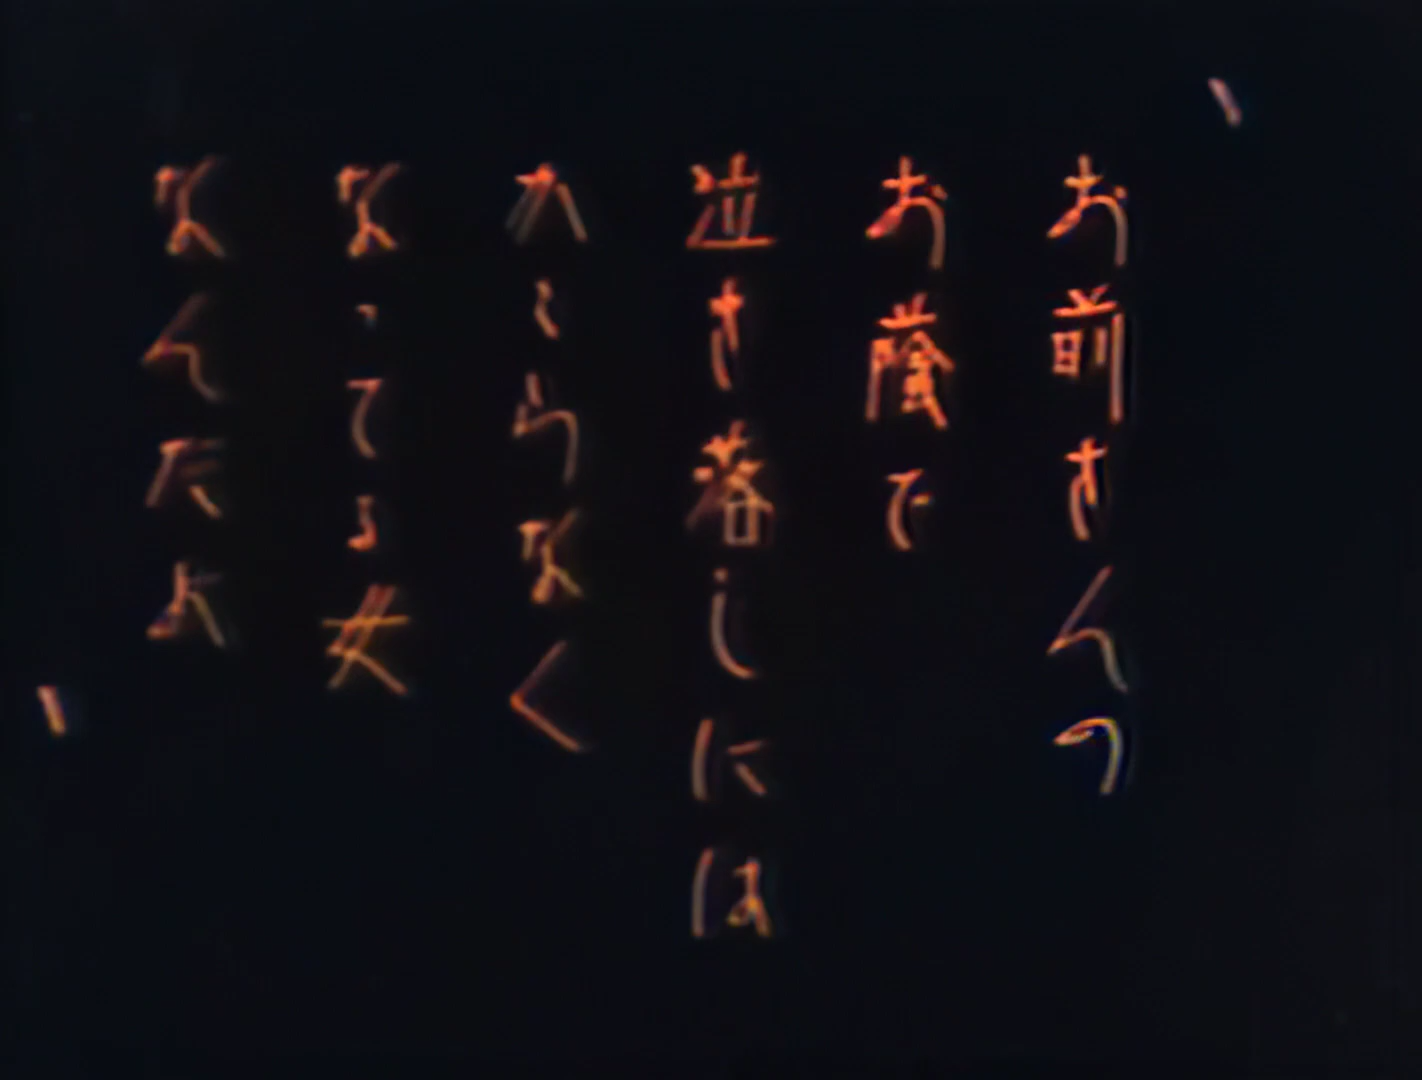 お前さんの
お蔭で
泣き落しには
かゝらなく
なってる女
なんだよ